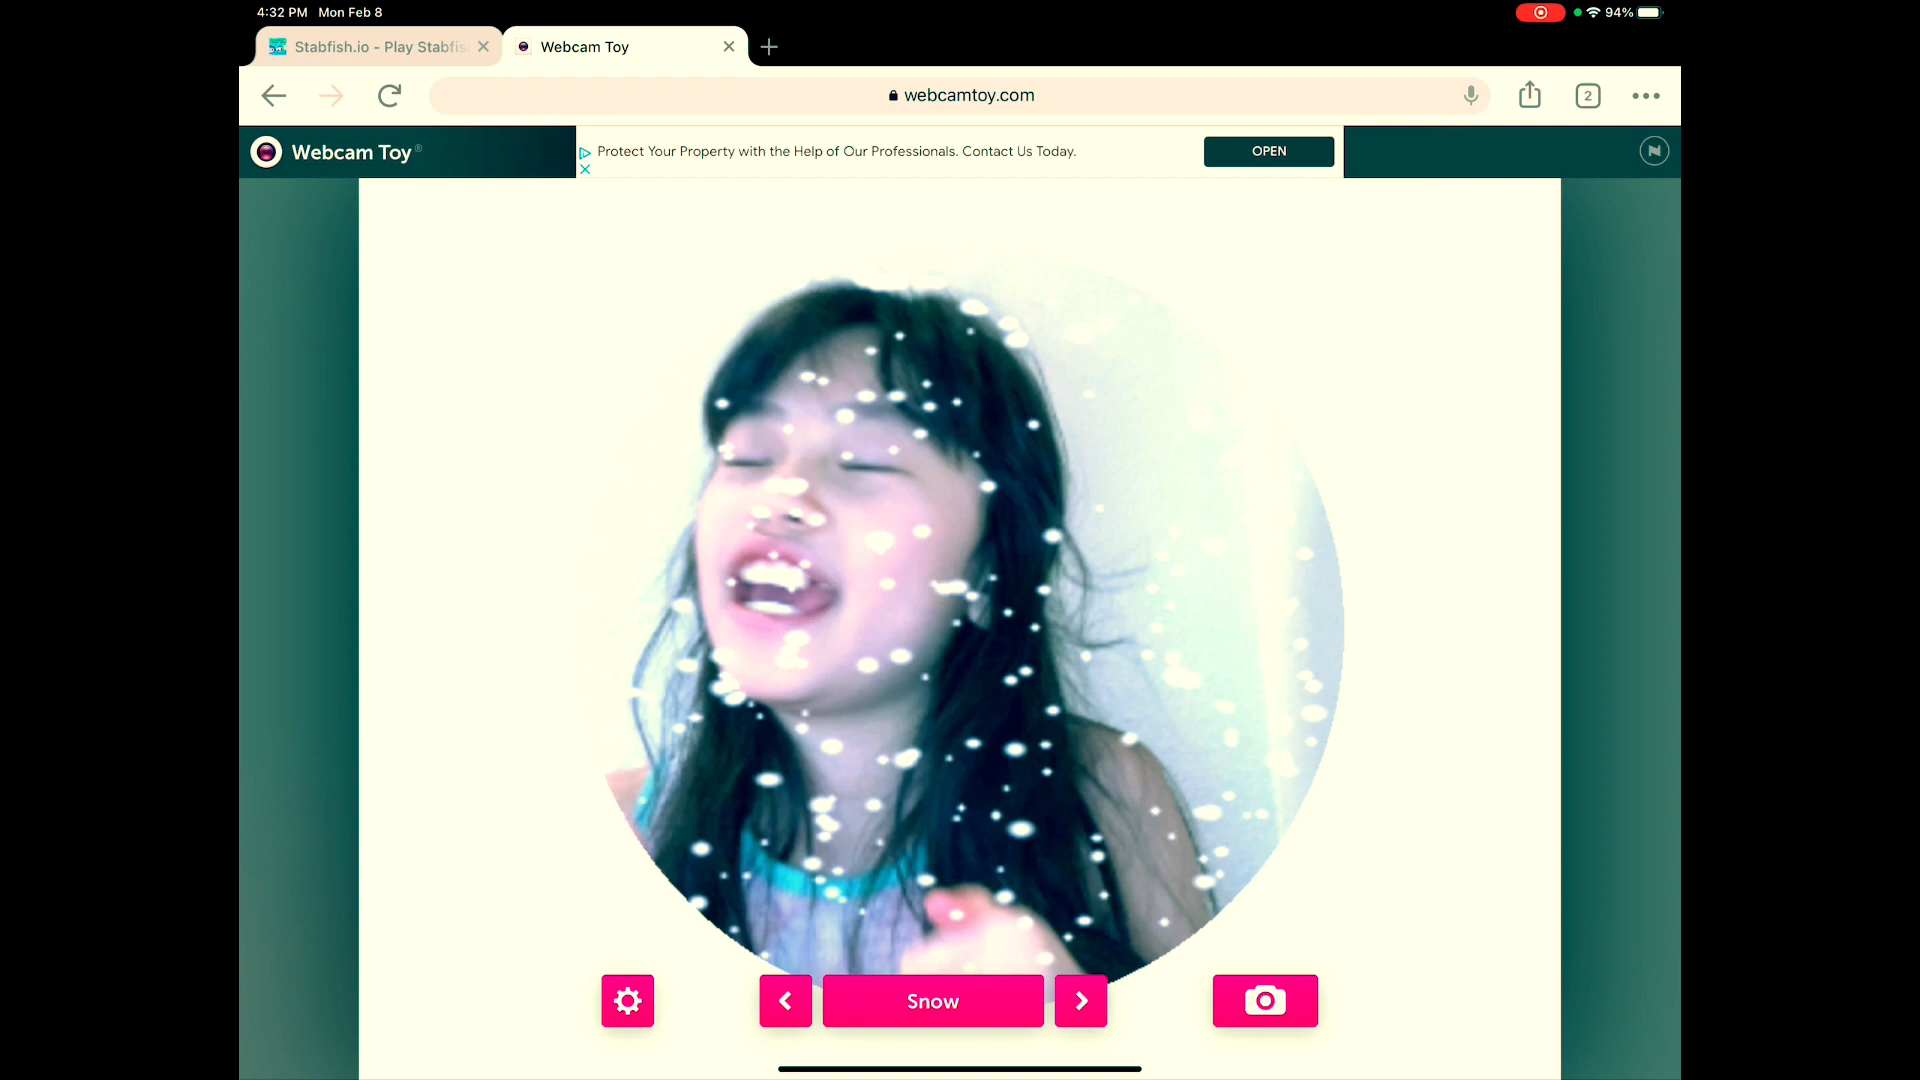 4:32 PM Mon Feb 8
94%
Stabfish.io - Play Stabfis
Webcam Toy
webcamtoy.com
2
Webcam Toy®
Protect Your Property with the Help of Our Professionals. Contact Us Today.
OPEN
Snow